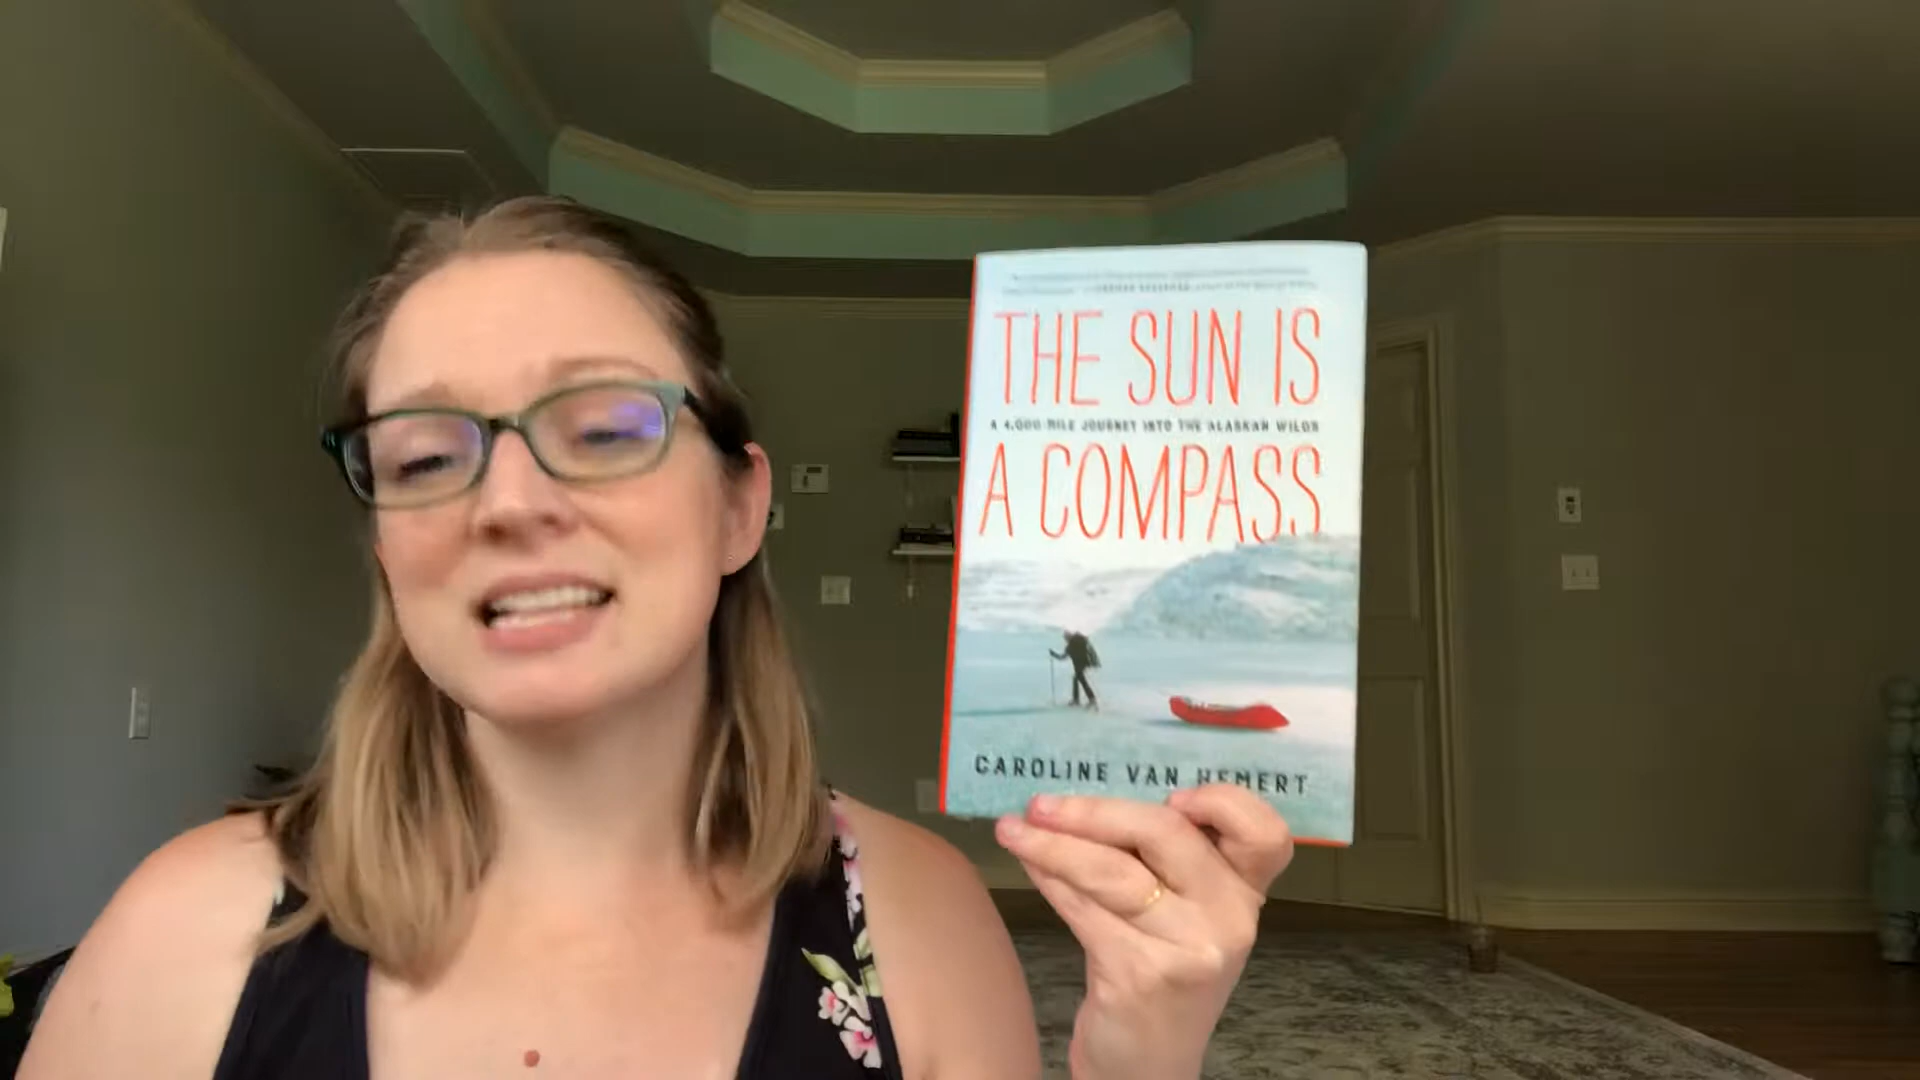 THE SUN IS
A 4,000-MILE JOURNEY INTO THE ALASKAN WILDS
A COMPASS
CAROLINE VAN HEMERT